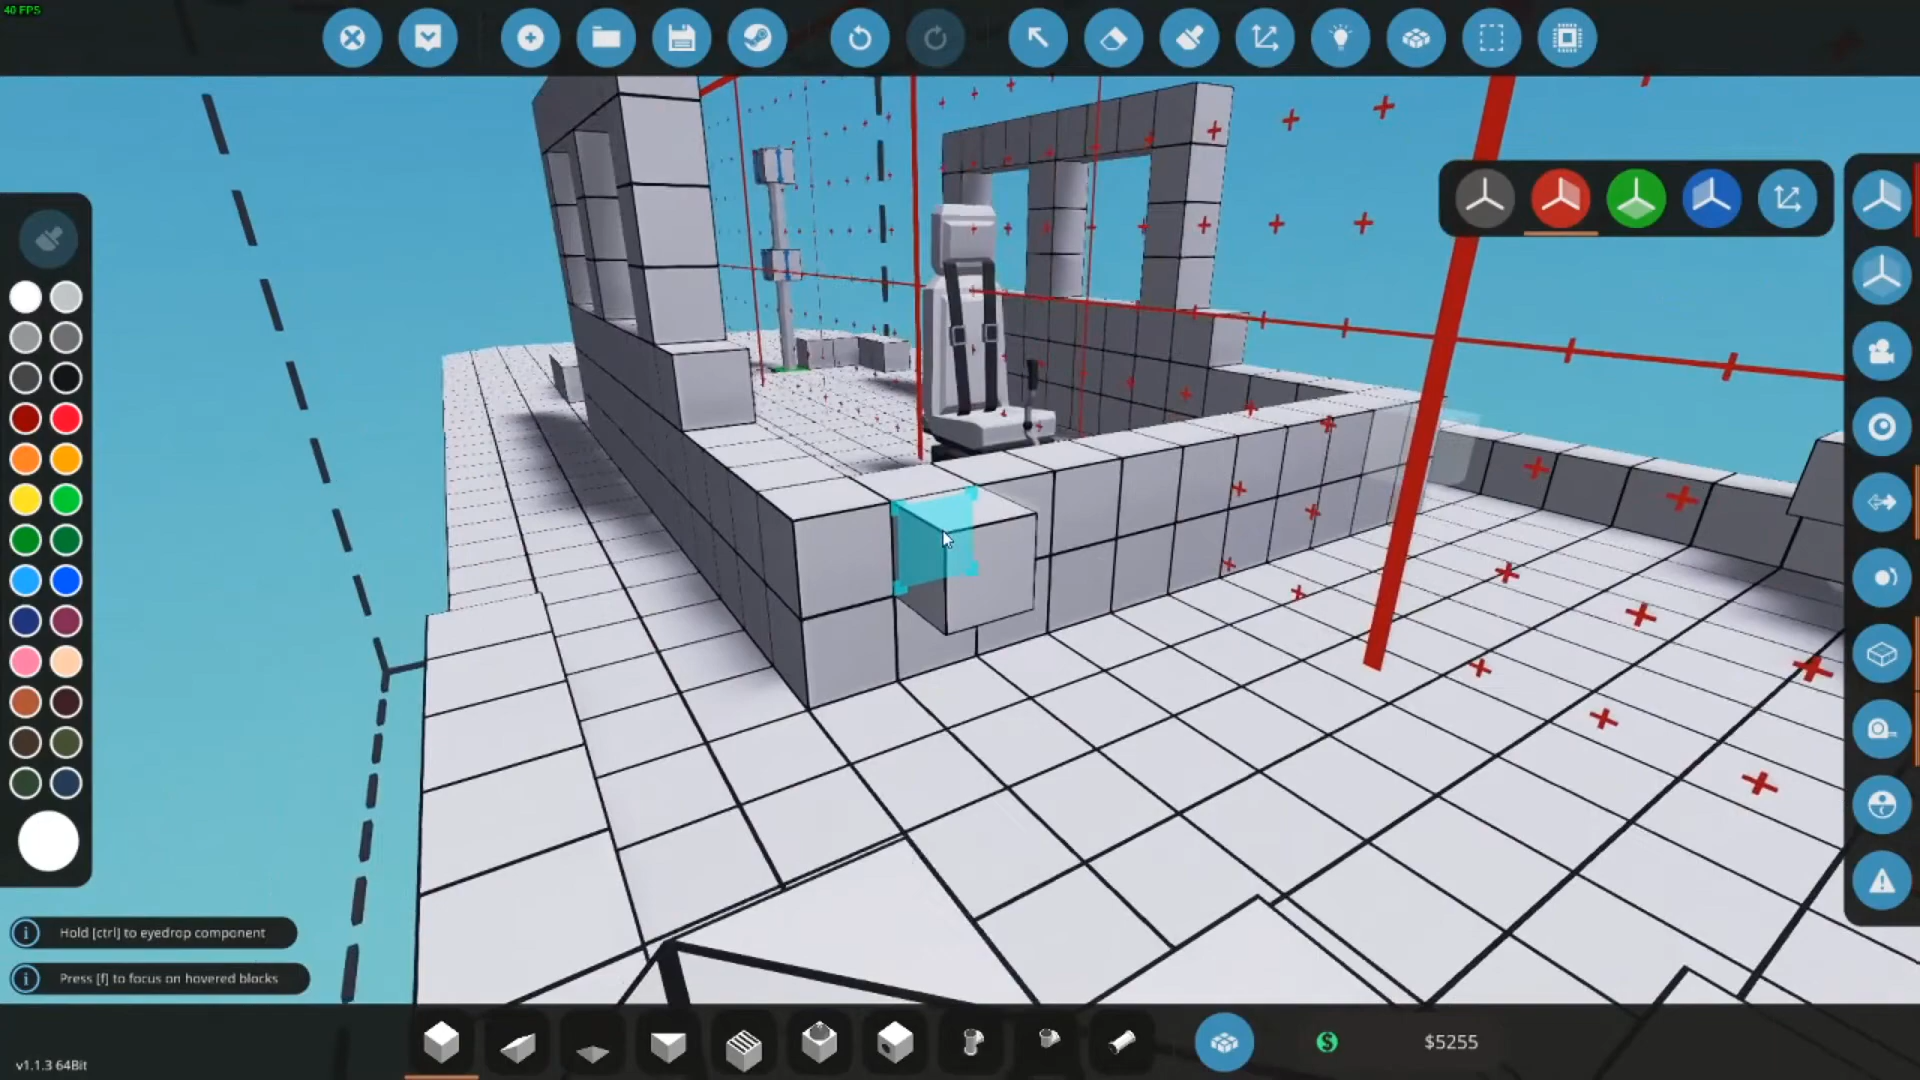 40 FPS
Hold [ctrl] to eyedrop component
Press [f] to focus on hovered blocks
$5255
v1.1.3 64Bit